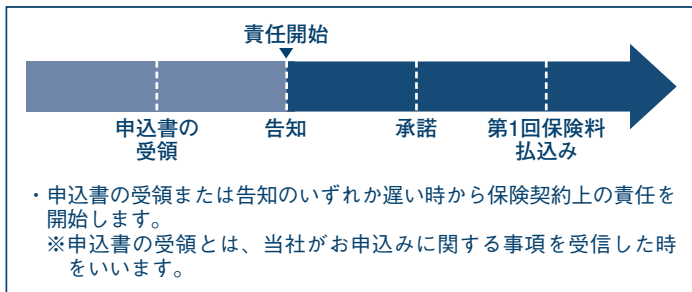 責任開始
申込書の
受領
告知
承諾
第1回保険料
払込み
・申込書の受領または告知のいずれか遅い時から保険契約上の責任を
開始します。
※申込書の受領とは、当社がお申込みに関する事項を受信した時
をいいます。